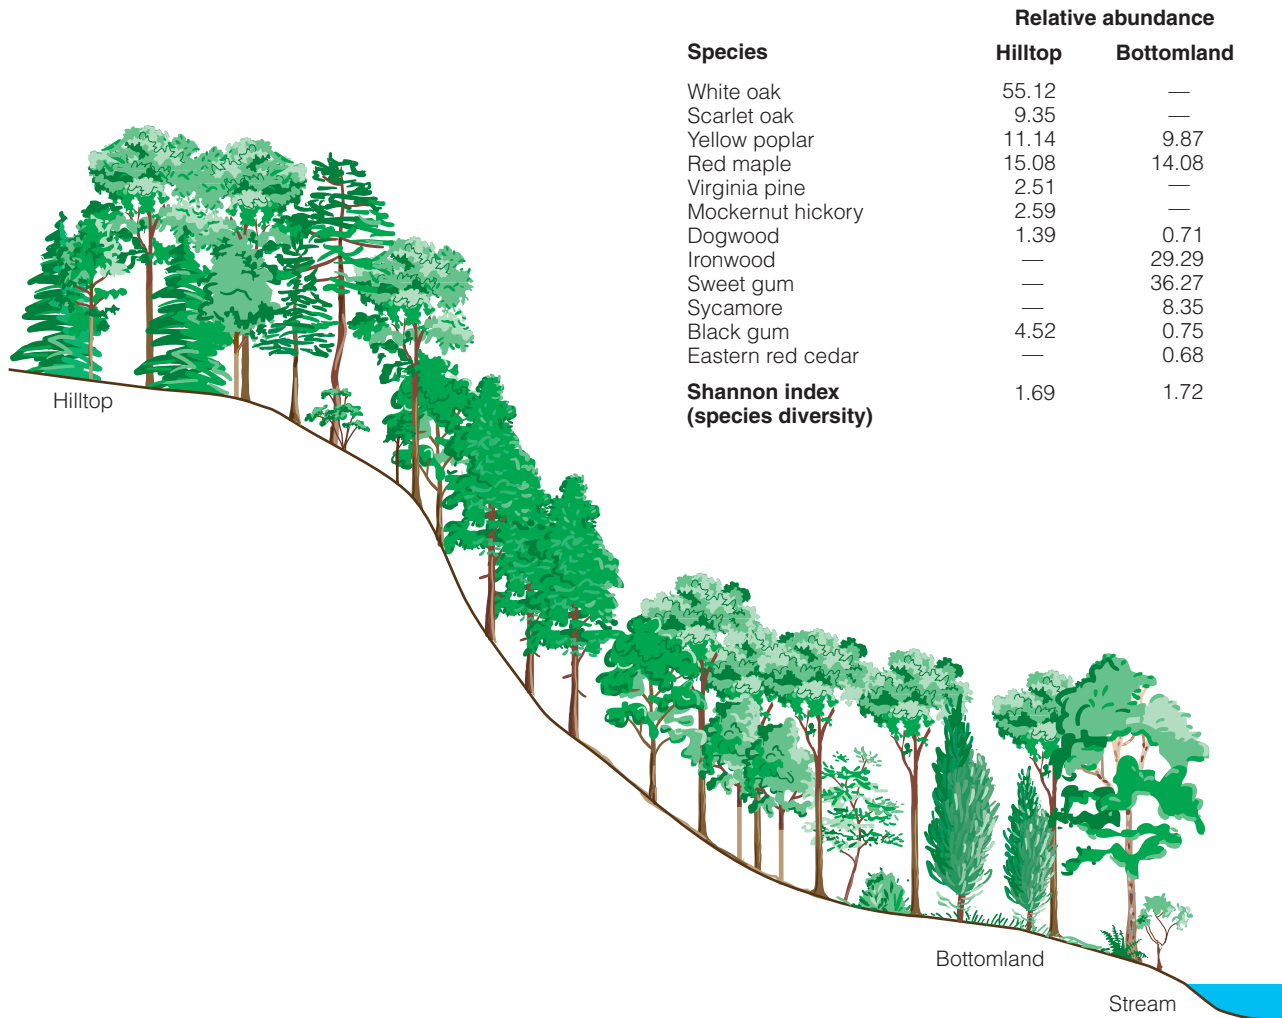 Relative abundance
Species Hilltop Bottomland
White oak 55.12 —
Scarlet oak 9.35 —
Yellow poplar 11.14 9.87
Red maple 15.08 14.08
Virginia pine 2.51 —
Mockernut hickory 2.59 —
Dogwood 1.39 0.71
Ironwood — 29.29
Sweet gum — 36.27
Sycamore — 8.35
Black gum 4.52 0.75
Eastern red cedar — 0.68
Shannon index 1.69 1.72
(species diversity)
Hilltop
Bottomland
Stream